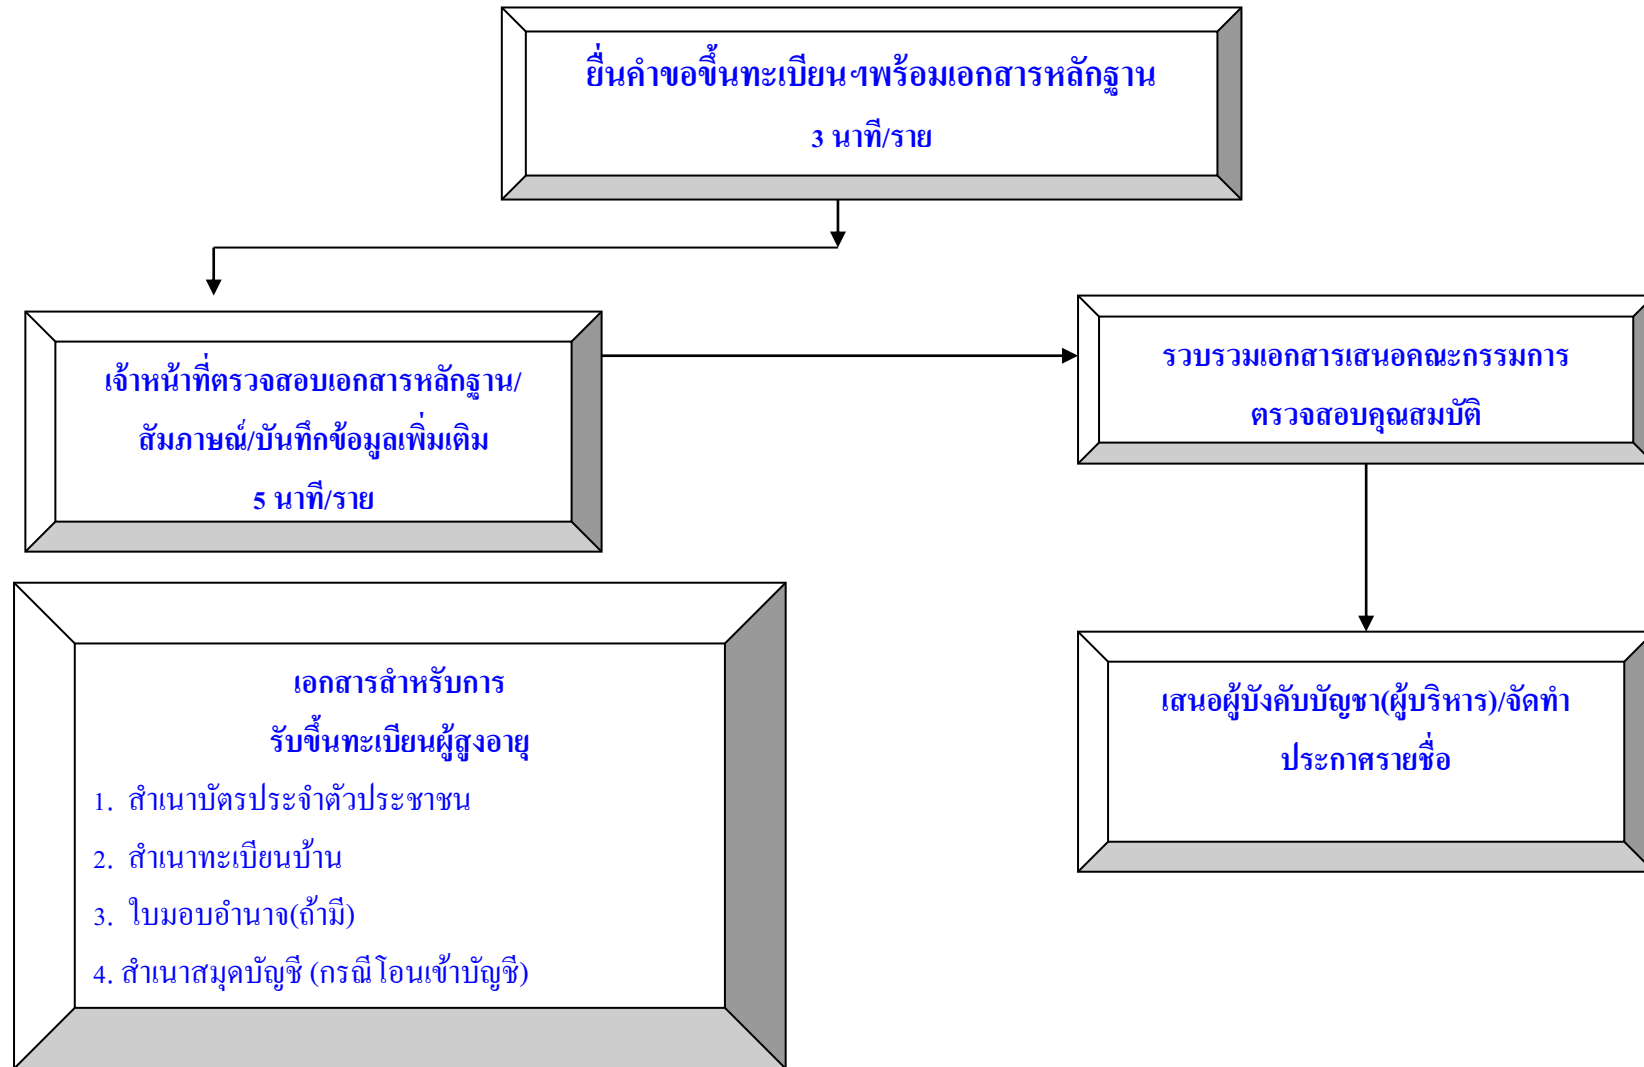 ยื่นคำขอขึ้นทะเบียนฯพร้อมเอกสารหลักฐาน
3 นาที/ราย
เจ้าหน้าที่ตรวจสอบเอกสารหลักฐาน/
สัมภาษณ์/บันทึกข้อมูลเพิ่มเติม
5 นาที/ราย
รวบรวมเอกสารเสนอคณะกรรมการ
ตรวจสอบคุณสมบัติ
เสนอผู้บังคับบัญชา(ผู้บริหาร)/จัดทำ
ประกาศรายชื่อ
เอกสารสำหรับการ
รับขึ้นทะเบียนผู้สูงอายุ
1. สำเนาบัตรประจำตัวประชาชน
2. สำเนาทะเบียนบ้าน
3. ใบมอบอำนาจ(ถ้ามี)
4. สำเนาสมุดบัญชี (กรณีโอนเข้าบัญชี)